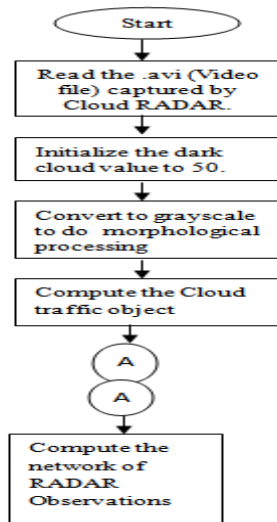 Start
Read the .avi (Video
file) captured by
Cloud RADAR.
Initialize the dark
cloud value to 50.
Convert to grayscale
to do morphological
processing
Compute the Cloud
traffic object
A
A
Compute the
network of
RADAR
Observations